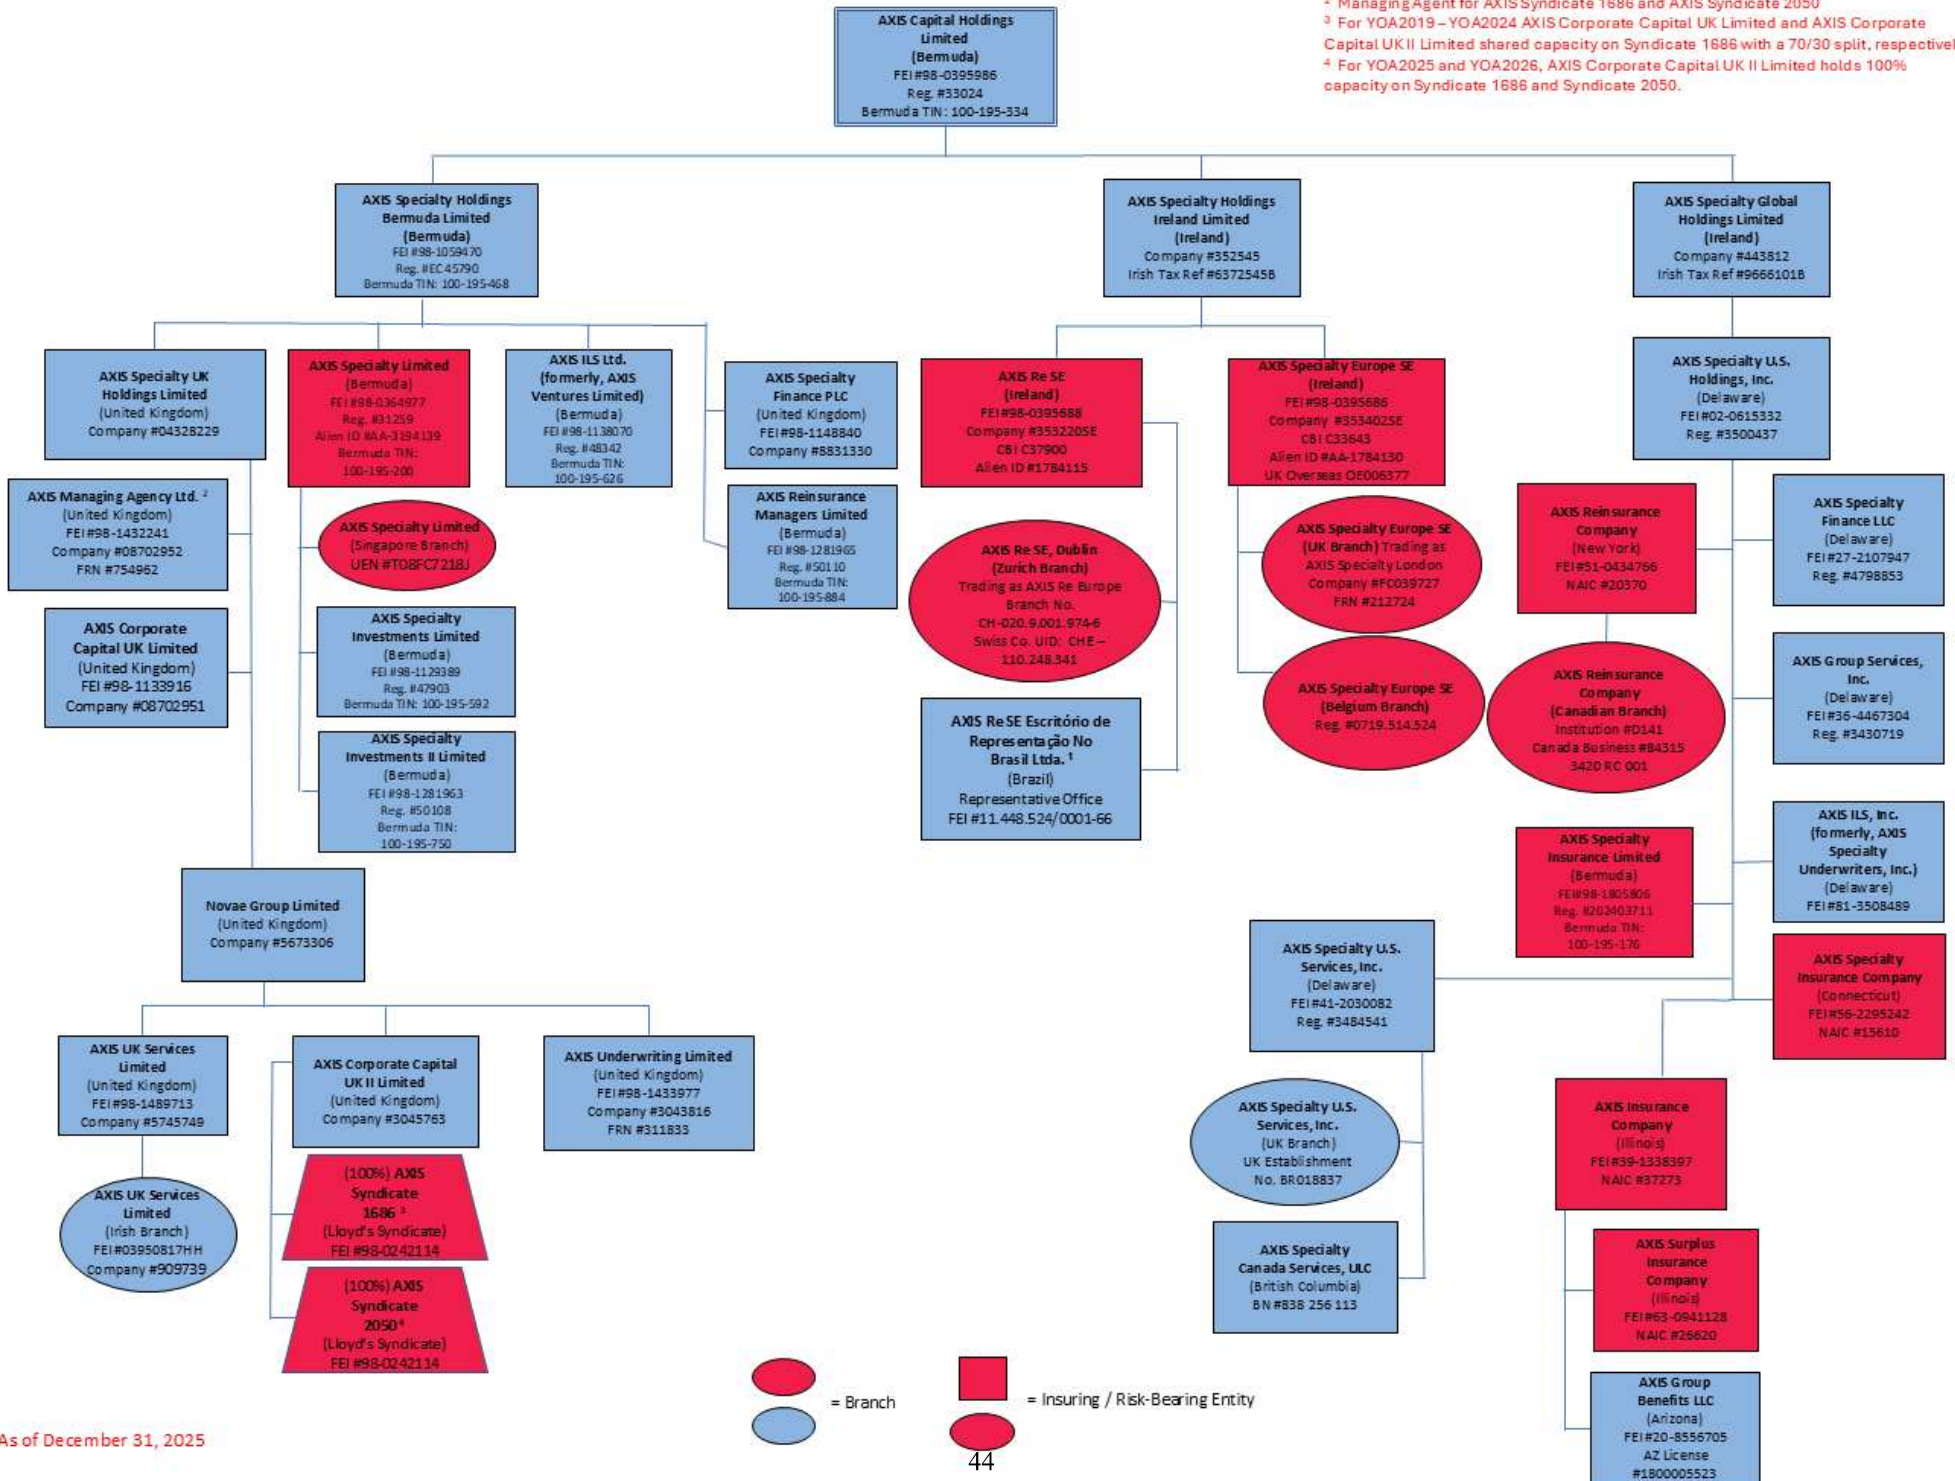 ² Managing Agent for AXIS Syndicate 1686 and AXIS Syndicate 2050
³ For YOA2019 – YOA2024 AXIS Corporate Capital UK Limited and AXIS Corporate
Capital UK II Limited shared capacity on Syndicate 1686 with a 70/30 split,
⁴ For YOA2025 and YOA2026, AXIS Corporate Capital UK II Limited holds 100%
capacity on Syndicate 1686 and Syndicate 2050.
AXIS Capital Holdings
Limited
(Bermuda)
FEI #98-0395986
Reg. #33024
Bermuda TIN: 100-195-334
AXIS Specialty Holdings
Bermuda Limited
(Bermuda)
FEI #98-1059470
Reg. #EC45790
Bermuda TIN: 100-195-468
AXIS Specialty Holdings
Ireland Limited
(Ireland)
Company #352545
Irish Tax Ref #6372545B
AXIS Specialty Global
Holdings Limited
(Ireland)
Company #443812
Irish Tax Ref #9666101B
AXIS Specialty UK
Holdings Limited
(United Kingdom)
Company #04328229
AXIS Specialty Limited
(Bermuda)
FEI #98-0364977
Reg. #31259
Alien ID #AA-3194139
Bermuda TIN:
100-195-200
AXIS ILS Ltd.
(formerly, AXIS
Ventures Limited)
(Bermuda)
FEI #98-1138070
Reg. #48342
Bermuda TIN:
100-195-626
AXIS Specialty
Finance PLC
(United Kingdom)
FEI #98-1148840
Company #8831330
AXIS Re SE
(Ireland)
FEI #98-0395688
Company #353220SE
CBI C37900
Alien ID #1784115
AXIS Specialty Europe SE
(Ireland)
FEI #98-0395686
Company #353402SE
CBI C33643
Alien ID #AA-1784130
UK Overseas OE006377
AXIS Specialty U.S.
Holdings, Inc.
(Delaware)
FEI #02-0615332
Reg. #3500437
AXIS Managing Agency Ltd. ²
(United Kingdom)
FEI #98-1432241
Company #08702952
FRN #754962
AXIS Specialty Limited
(Singapore Branch)
UEN #T08FC7218J
AXIS Reinsurance
Managers Limited
(Bermuda)
FEI #98-1281965
Reg. #50110
Bermuda TIN:
100-195-884
AXIS Re SE, Dublin
(Zurich Branch)
Trading as AXIS Re Europe
Branch No.
CH-020.9.001.974-6
Swiss Co. UID: CHE –
110.248.341
AXIS Specialty Europe SE
(UK Branch) Trading as
AXIS Specialty London
Company #FC039727
FRN #212724
AXIS Reinsurance
Company
(New York)
FEI #51-0434766
NAIC #20370
AXIS Specialty
Finance LLC
(Delaware)
FEI #27-2107947
Reg. #4798853
AXIS Corporate
Capital UK Limited
(United Kingdom)
FEI #98-1133916
Company #08702951
AXIS Specialty
Investments Limited
(Bermuda)
FEI #98-1129389
Reg. #47903
Bermuda TIN: 100-195-592
AXIS Specialty Europe SE
(Belgium Branch)
Reg. #0719.514.524
AXIS Reinsurance
Company
(Canadian Branch)
Institution #D141
Canada Business #84315
3420 RC 001
AXIS Group Services,
Inc.
(Delaware)
FEI #36-4467304
Reg. #3430719
AXIS Specialty
Investments II Limited
(Bermuda)
FEI #98-1281963
Reg. #50108
Bermuda TIN:
100-195-750
AXIS Re SE Escritório de
Representação No
Brasil Ltda. ¹
(Brazil)
Representative Office
FEI #11.448.524/0001-66
AXIS Specialty
Insurance Limited
(Bermuda)
FEI#98-1805806
Reg. #202403711
Bermuda TIN:
100-195-176
AXIS ILS, Inc.
(formerly, AXIS
Specialty
Underwriters, Inc.)
(Delaware)
FEI #81-3508489
Novae Group Limited
(United Kingdom)
Company #5673306
AXIS Specialty U.S.
Services, Inc.
(Delaware)
FEI #41-2030082
Reg. #3484541
AXIS Specialty
Insurance Company
(Connecticut)
FEI #56-2295242
NAIC #15610
AXIS UK Services
Limited
(United Kingdom)
FEI #98-1489713
Company #5745749
AXIS Corporate Capital
UK II Limited
(United Kingdom)
Company #3045763
AXIS Underwriting Limited
(United Kingdom)
FEI #98-1433977
Company #3043816
FRN #311833
AXIS Specialty U.S.
Services, Inc.
(UK Branch)
UK Establishment
No. BR018837
AXIS Insurance
Company
(Illinois)
FEI #39-1338397
NAIC #37273
AXIS UK Services
Limited
(Irish Branch)
FEI #03950817HH
Company #909739
(100%) AXIS
Syndicate
1686 ³
(Lloyd's Syndicate)
FEI #98-0242114
AXIS Specialty
Canada Services, ULC
(British Columbia)
BN #838 256 113
AXIS Surplus
Insurance
Company
(Illinois)
FEI #63-0941128
NAIC #26620
(100%) AXIS
Syndicate
2050⁴
(Lloyd's Syndicate)
FEI #98-0242114
AXIS Group
Benefits LLC
(Arizona)
FEI #20-8556705
AZ License
#1800005523
= Branch
= Insuring / Risk-Bearing Entity
As of December 31, 2025
44